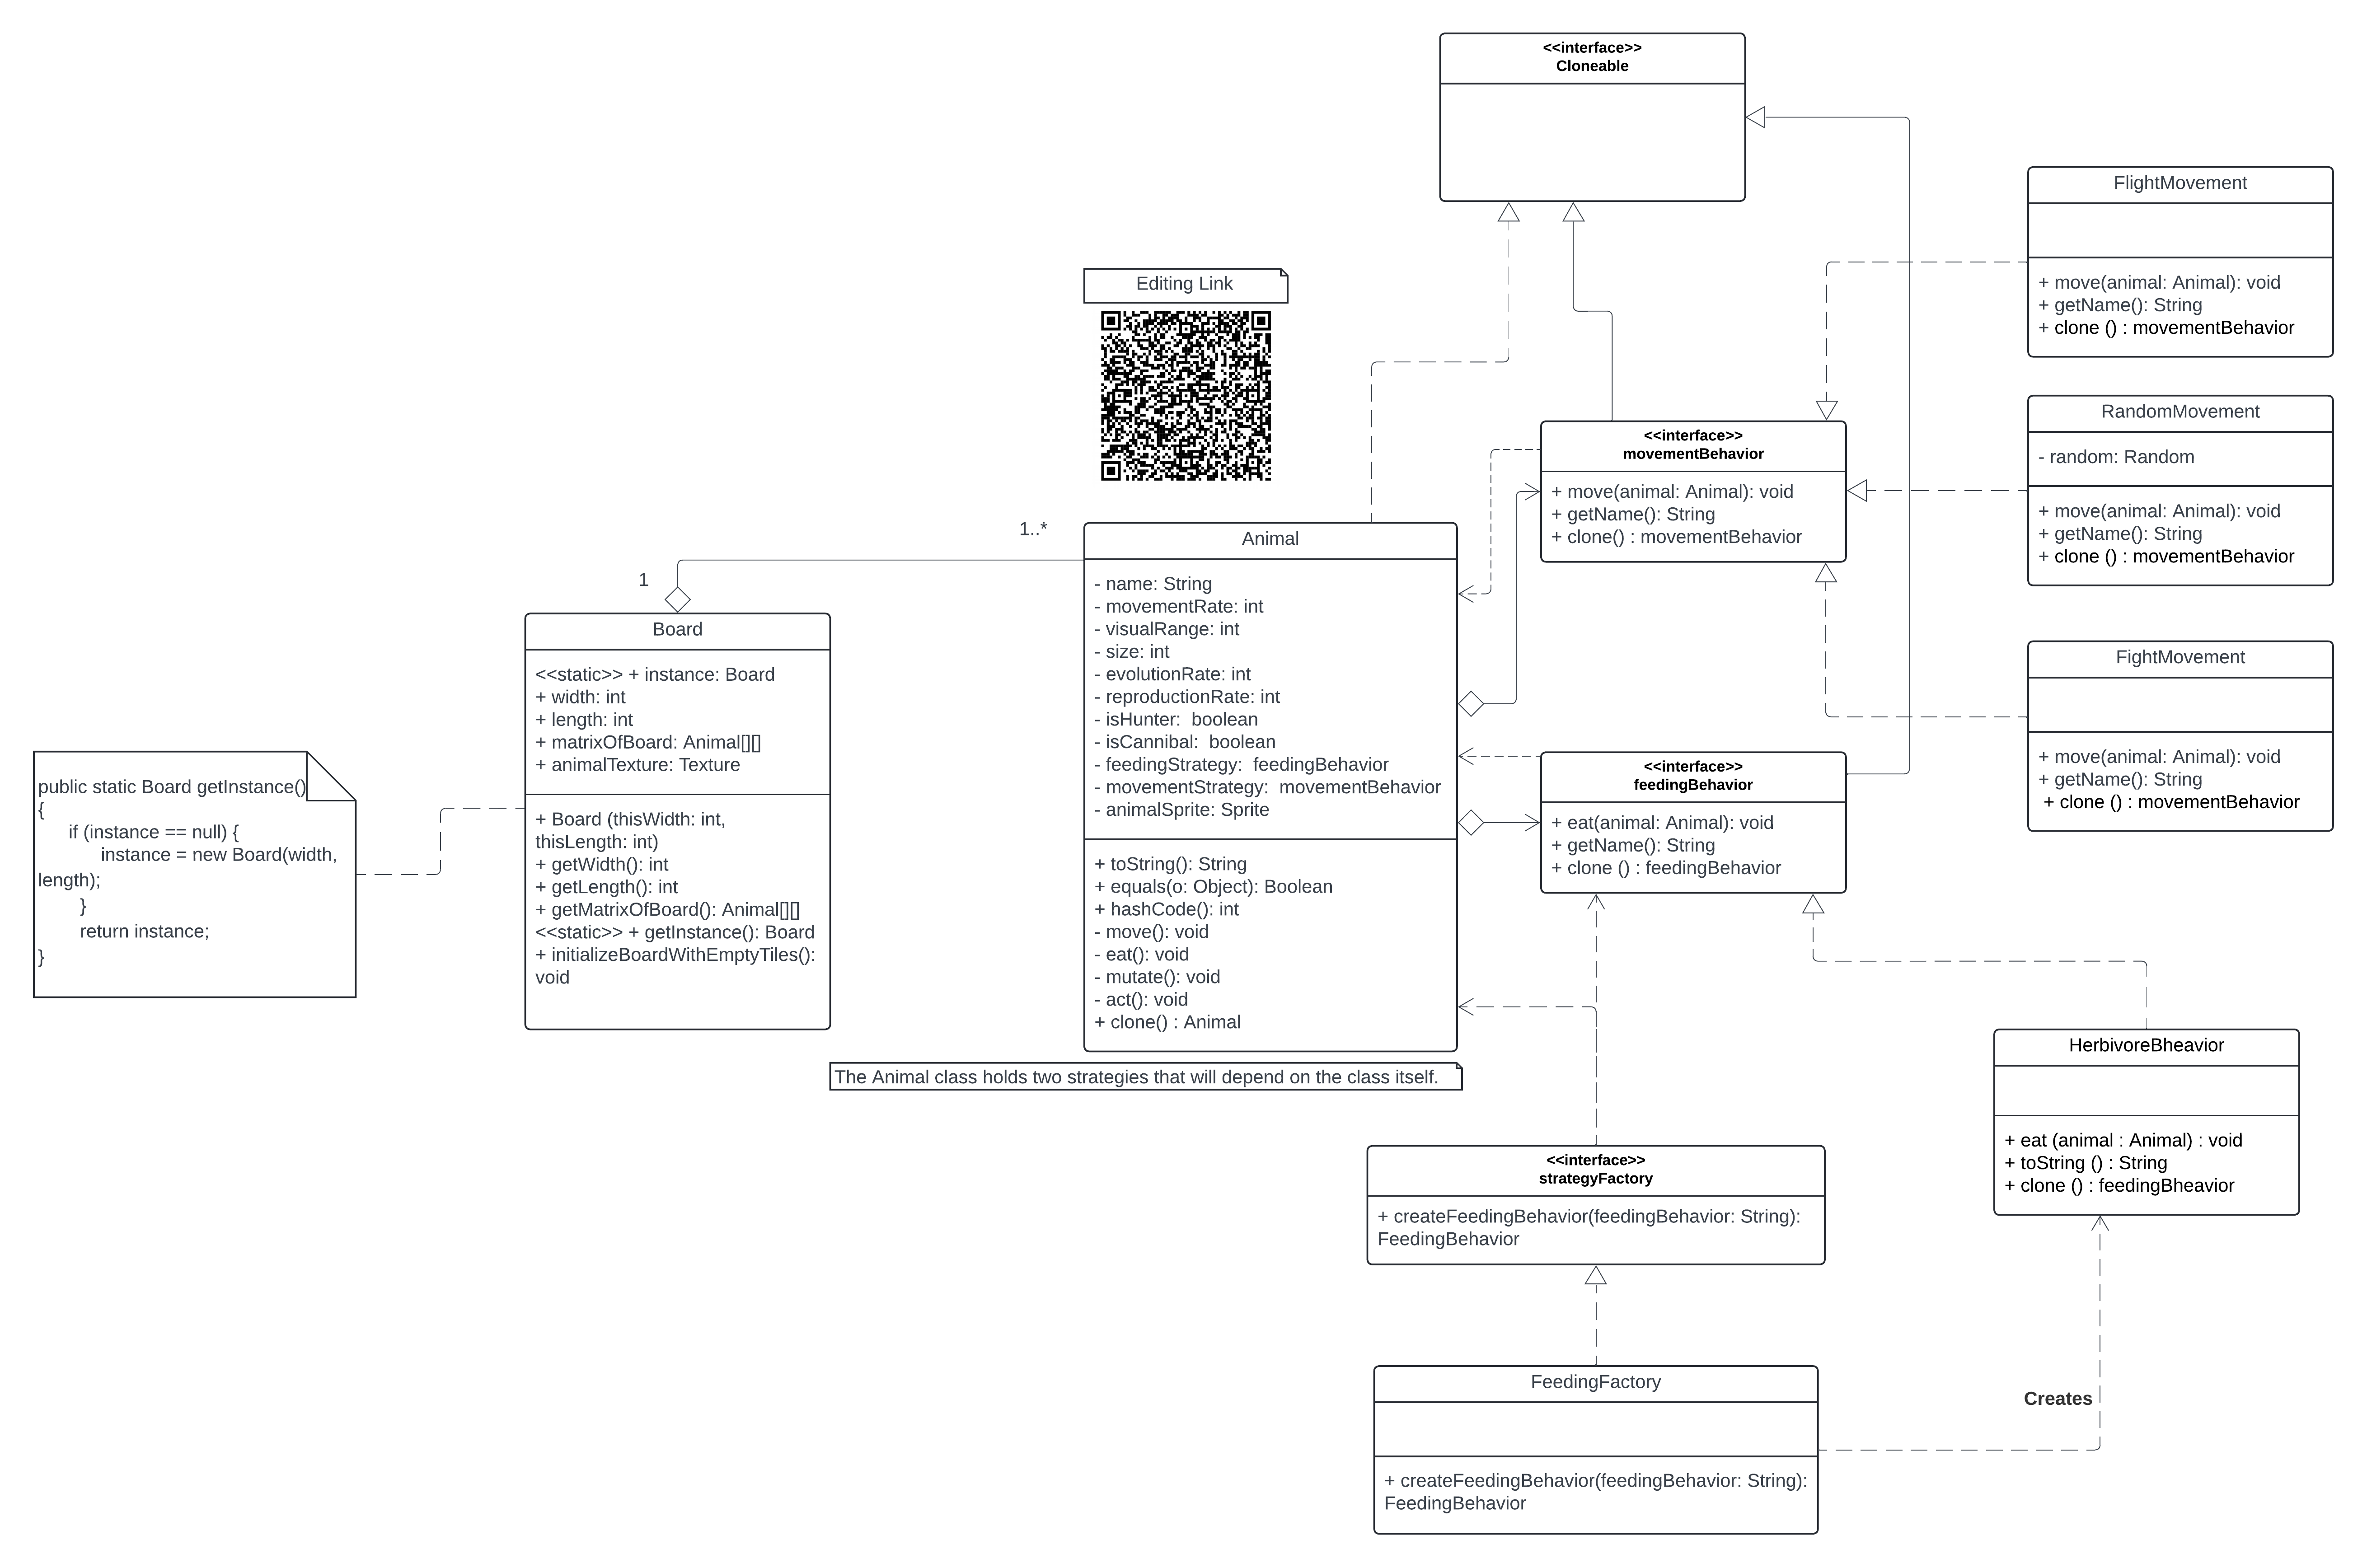 <<interface>>
Cloneable
FlightMovement
+ move(animal: Animal): void
+ getName(): String
+ clone () : movementBehavior
Editing Link
RandomMovement
- random: Random
+ move(animal: Animal): void
+ getName(): String
+ clone () : movementBehavior
<<interface>>
movementBehavior
+ move(animal: Animal): void
+ getName(): String
+ clone() : movementBehavior
1..*
1
Animal
- name: String
- movementRate: int
- visualRange: int
- size: int
- evolutionRate: int
- reproductionRate: int
- isHunter:  boolean
- isCannibal:  boolean
- feedingStrategy:  feedingBehavior
- movementStrategy:  movementBehavior
- animalSprite: Sprite
+ toString(): String
+ equals(o: Object): Boolean
+ hashCode(): int
- move(): void
- eat(): void
- mutate(): void
- act(): void
+ clone() : Animal
Board
<<static>> + instance: Board
+ width: int
+ length: int
+ matrixOfBoard: Animal[][]
+ animalTexture: Texture
+ Board (thisWidth: int,
thisLength: int)
+ getWidth(): int
+ getLength(): int
+ getMatrixOfBoard(): Animal[][]
<<static>> + getInstance(): Board
+ initializeBoardWithEmptyTiles():
void
public static Board getInstance()
{
if (instance == null) {
instance = new Board(width,
length);
}
return instance;
}
FightMovement
+ move(animal: Animal): void
+ getName(): String
+ clone () : movementBehavior
<<interface>>
feedingBehavior
+ eat(animal: Animal): void
+ getName(): String
+ clone () : feedingBehavior
The Animal class holds two strategies that will depend on the class itself.
HerbivoreBheavior
+ eat (animal : Animal) : void
+ toString () : String
+ clone () : feedingBheavior
<<interface>>
strategyFactory
+ createFeedingBehavior(feedingBehavior: String):
FeedingBehavior
FeedingFactory
+ createFeedingBehavior(feedingBehavior: String):
FeedingBehavior
Creates